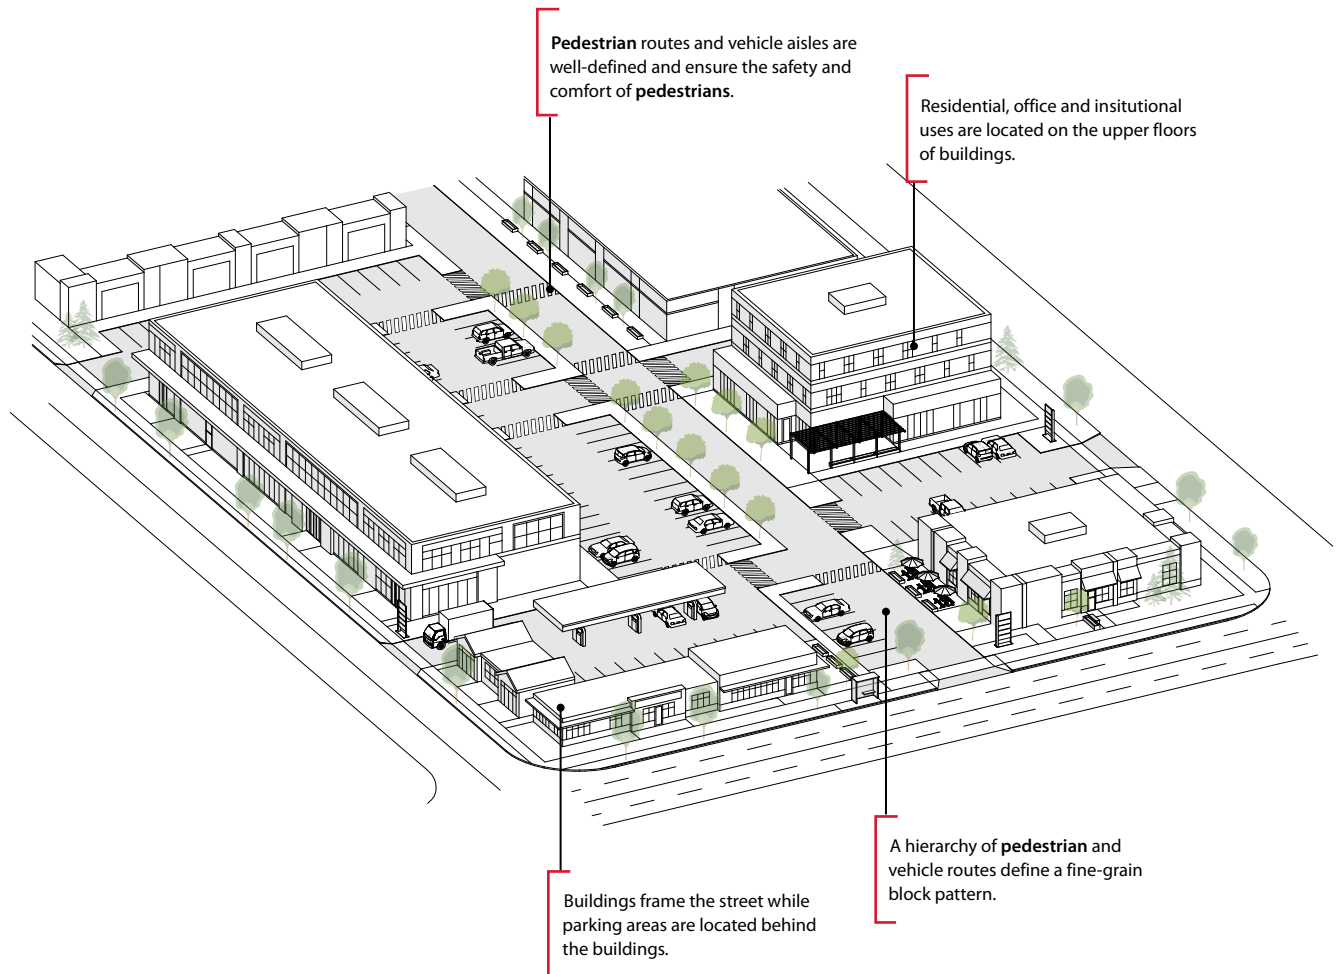 Pedestrian routes and vehicle aisles are
well-defined and ensure the safety and
comfort of pedestrians.
Residential, office and insitutional
uses are located on the upper floors
of buildings.
A hierarchy of pedestrian and
vehicle routes define a fine-grain
block pattern.
Buildings frame the street while
parking areas are located behind
the buildings.